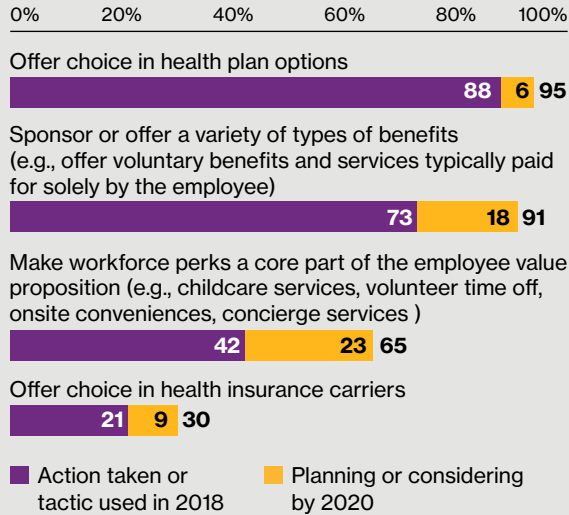 0% 20% 40% 60% 80% 100%
Offer choice in health plan options
88 6 95
Sponsor or offer a variety of types of benefits
(e.g., offer voluntary benefits and services typically paid
for solely by the employee)
73 18 91
Make workforce perks a core part of the employee value
proposition (e.g., childcare services, volunteer time off,
onsite conveniences, concierge services )
42 23 65
Offer choice in health insurance carriers
21 9 30
Action taken or Planning or considering
tactic used in 2018 by 2020